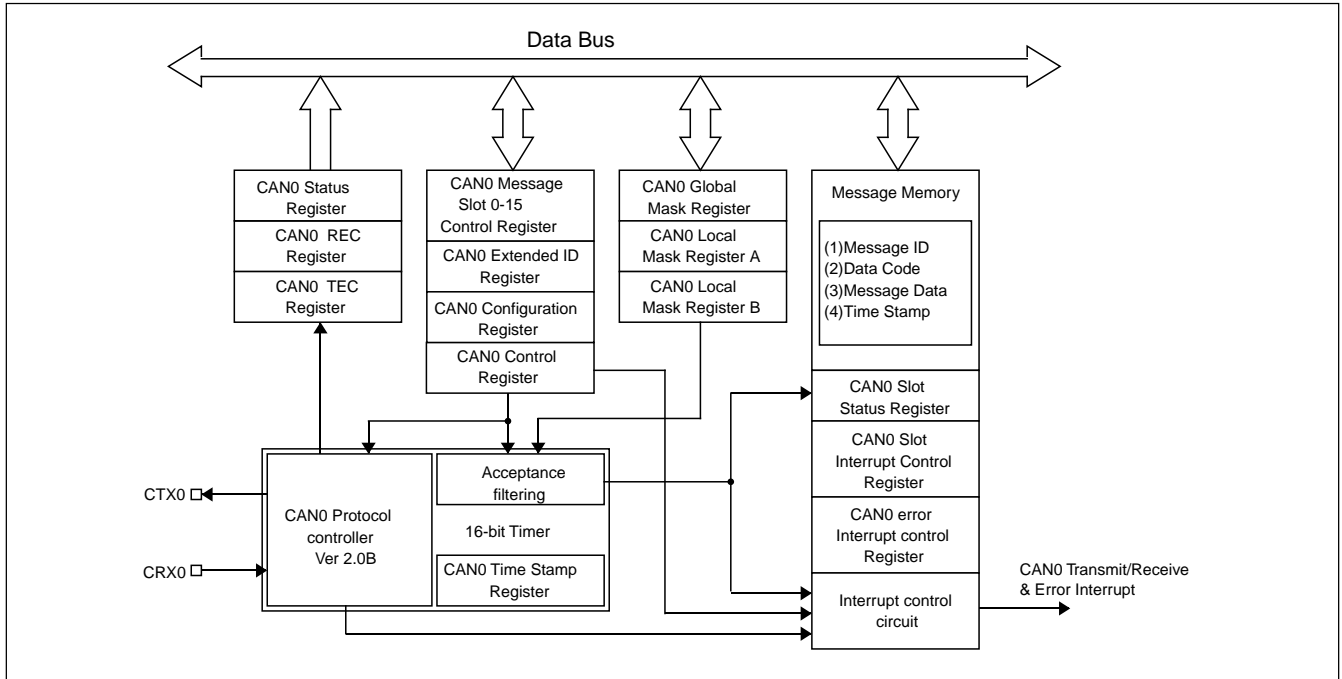 Data Bus
CAN0 Status
Register
CAN0 REC
Register
CAN0 TEC
Register
CAN0 Message
Slot 0-15
Control Register
CAN0 Extended ID
Register
CAN0 Configuration
Register
CAN0 Control
Register
CAN0 Global
Mask Register
CAN0 Local
Mask Register A
CAN0 Local
Mask Register B
Message Memory
(1)Message ID
(2)Data Code
(3)Message Data
(4)Time Stamp
CAN0 Slot
Status Register
CAN0 Slot
Interrupt Control
Register
CAN0 error
Interrupt control
Register
Interrupt control
circuit
CTX0
CRX0
CAN0 Protocol
controller
Ver 2.0B
Acceptance
filtering
16-bit Timer
CAN0 Time Stamp
Register
CAN0 Transmit/Receive
& Error Interrupt